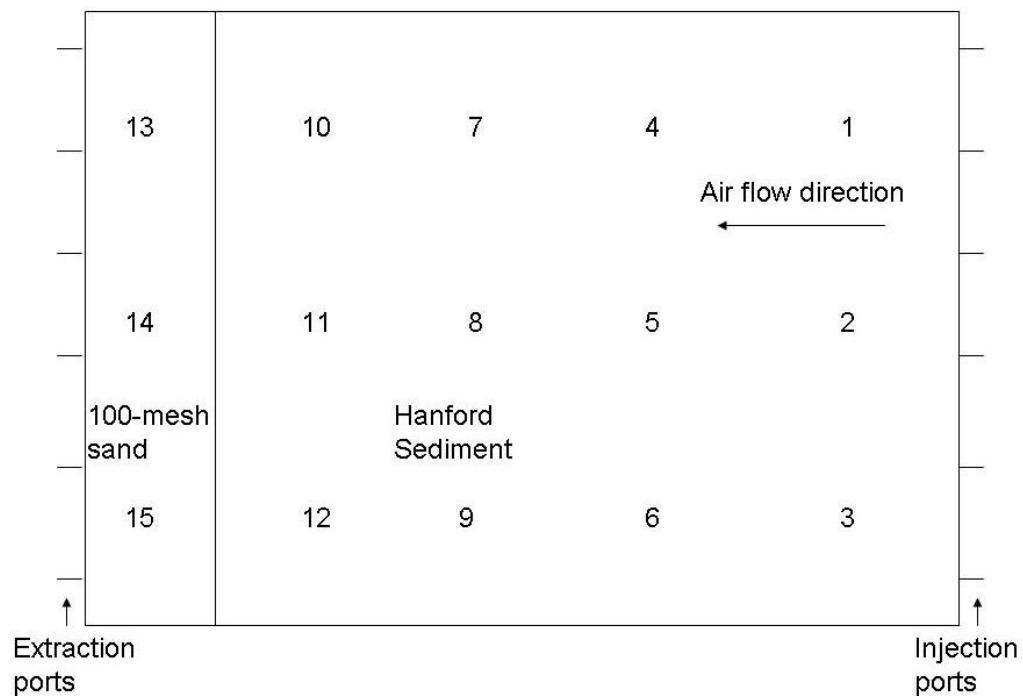 13 10 7 4 1
Air flow direction
14 11 8 5 2
100-mesh
sand
Hanford
Sediment
15 12 9 6 3
Extraction
ports
Injection
ports